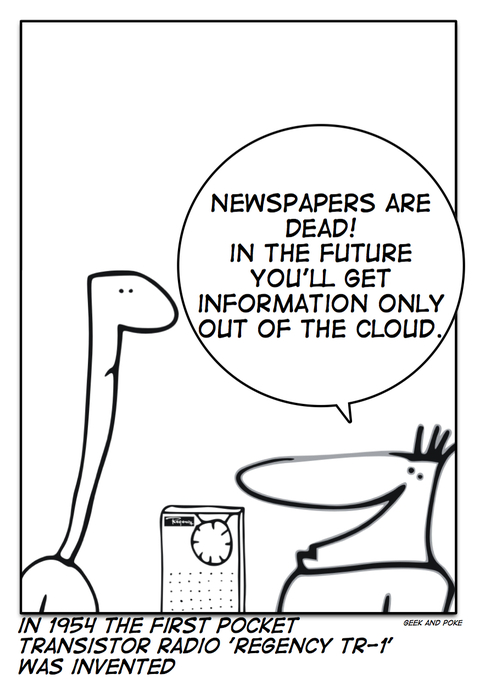 NEWSPAPERS ARE
DEAD!
IN THE FUTURE
YOU'LL GET
INFORMATION ONLY
OUT OF THE CLOUD.
Regency
IN 1954 THE FIRST POCKET
TRANSISTOR RADIO 'REGENCY TR-1'
WAS INVENTED
GEEK AND POKE